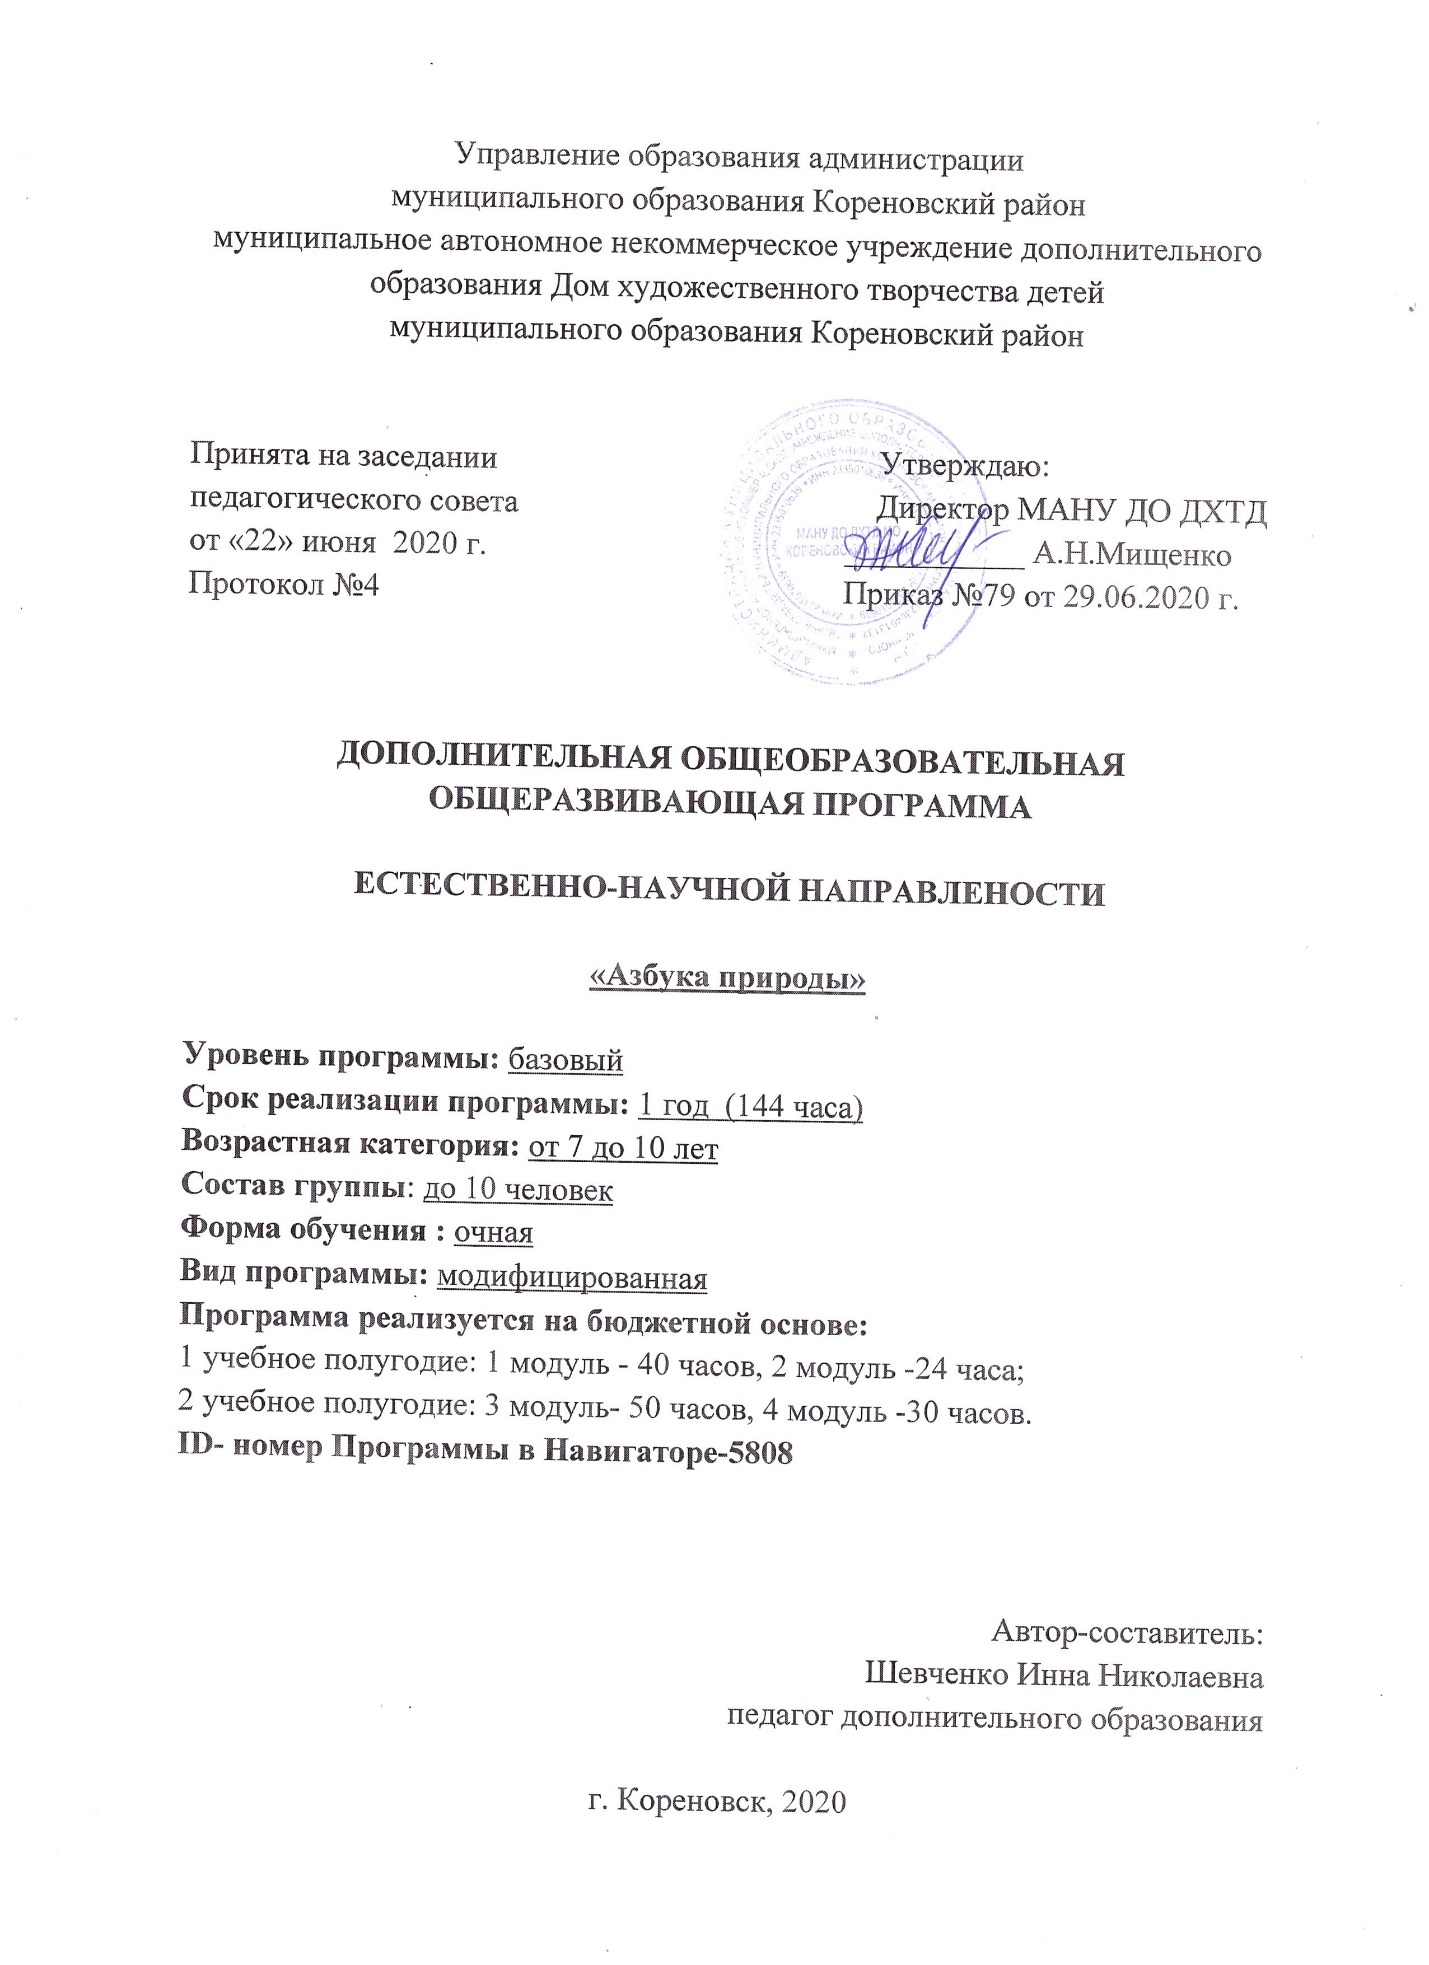 Управление образования администрации
муниципального образования Кореновский район
муниципальное автономное некоммерческое учреждение дополнительного
образования Дом художественного творчества детей
муниципального образования Кореновский район
Принята на заседании
педагогического совета
от «22» июня 2020 г.
Протокол №4
Утверждаю:
Директор МАНУ ДО ДХТД
____________ А.Н.Мищенко
Приказ №79 от 29.06.2020 г.
ДОПОЛНИТЕЛЬНАЯ ОБЩЕОБРАЗОВАТЕЛЬНАЯ
ОБЩЕРАЗВИВАЮЩАЯ ПРОГРАММА
ЕСТЕСТВЕННО-НАУЧНОЙ НАПРАВЛЕНОСТИ
«Азбука природы»
Уровень программы: базовый
Срок реализации программы: 1 год (144 часа)
Возрастная категория: от 7 до 10 лет
Состав группы: до 10 человек
Форма обучения : очная
Вид программы: модифицированная
Программа реализуется на бюджетной основе:
1 учебное полугодие: 1 модуль - 40 часов, 2 модуль -24 часа;
2 учебное полугодие: 3 модуль- 50 часов, 4 модуль -30 часов.
ID- номер Программы в Навигаторе-5808
Автор-составитель:
Шевченко Инна Николаевна
педагог дополнительного образования
г. Кореновск, 2020